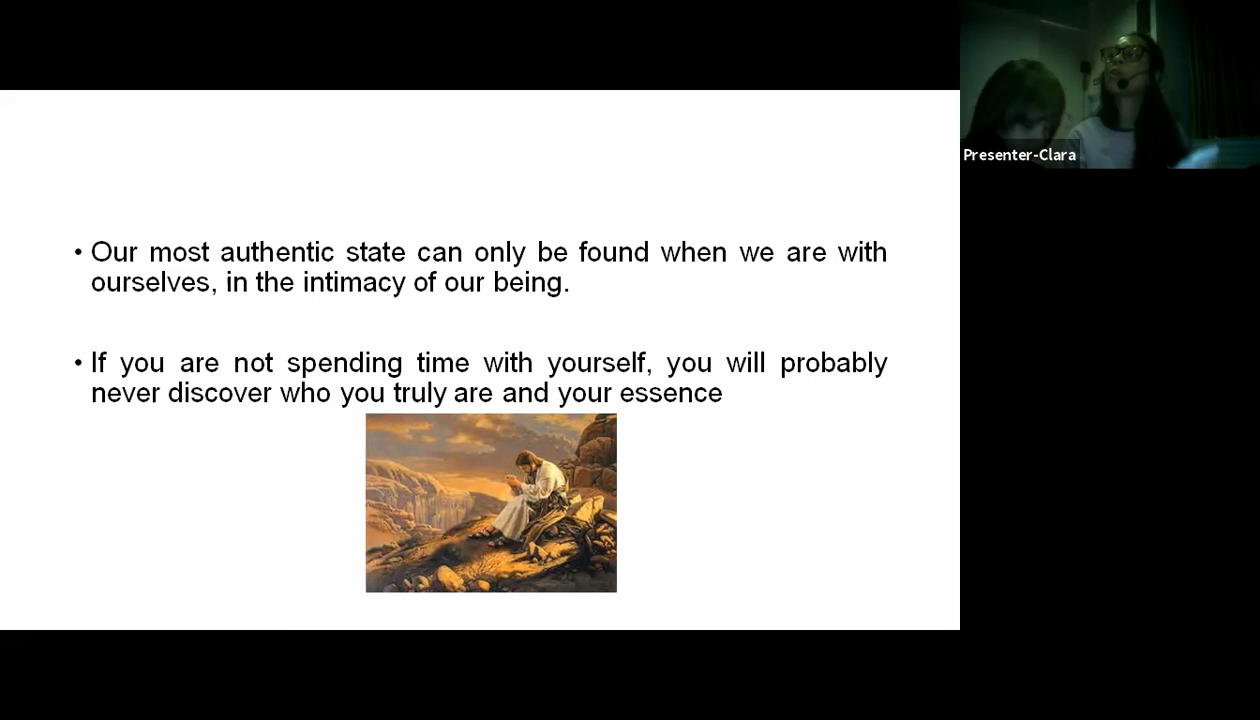 • Our most authentic state can only be found when we are with
ourselves, in the intimacy of our being.
• If you are not spending time with yourself, you will probably
never discover who you truly are and your essence
Presenter-Clara